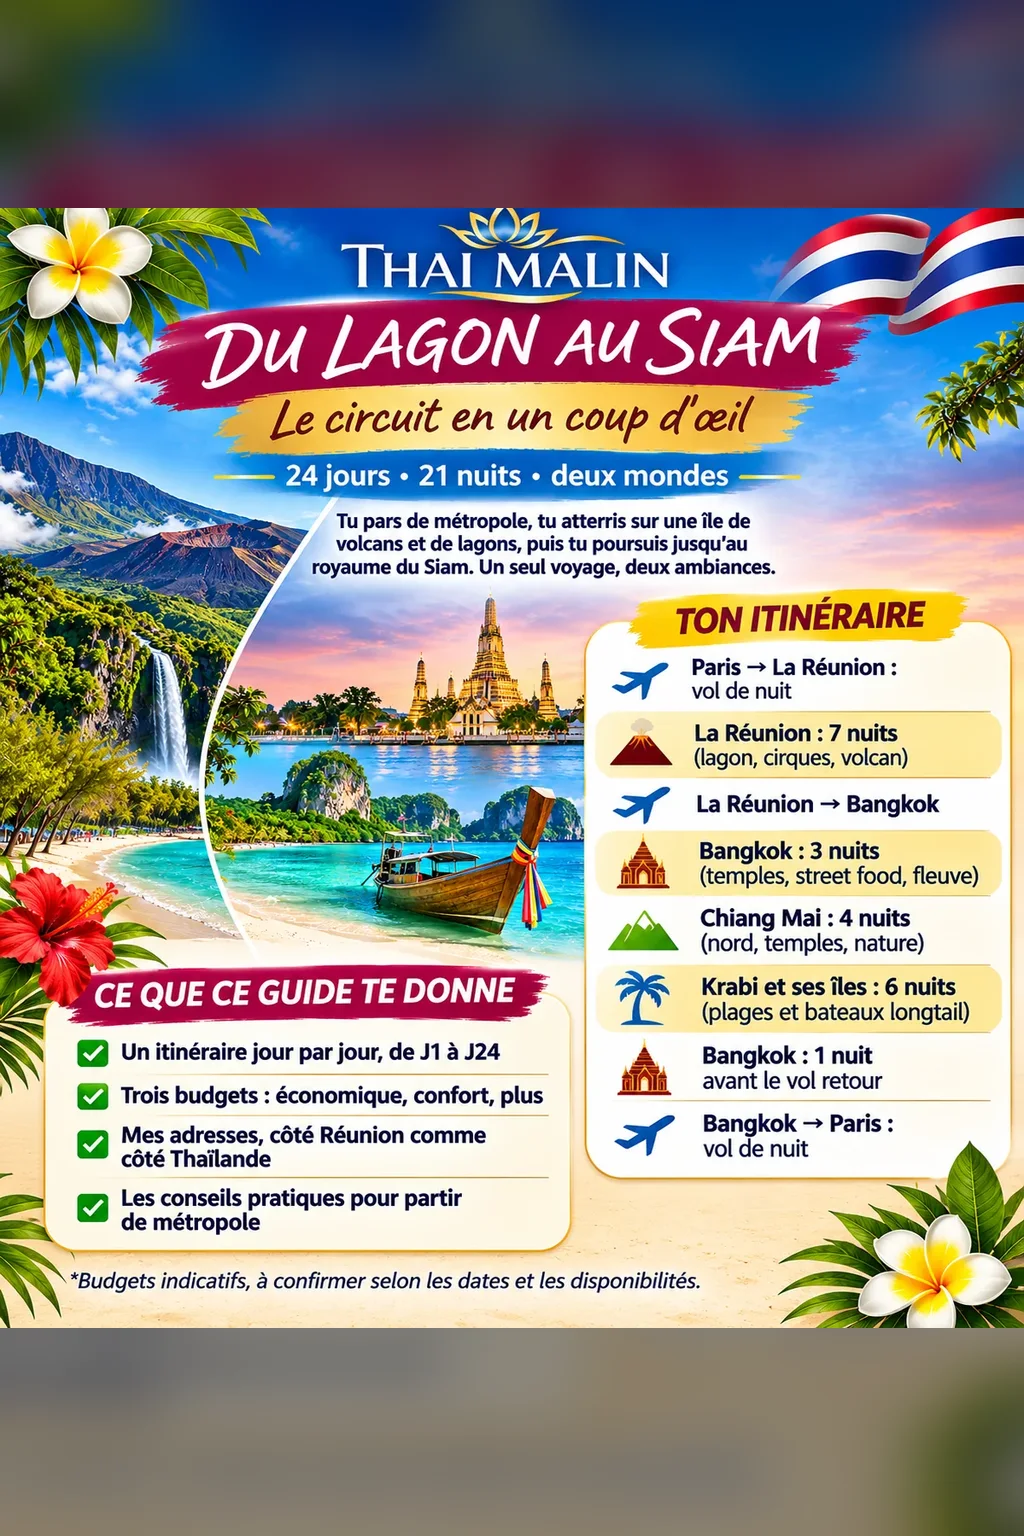 THAI MALIN
DU LAGON AU SIAM
Le circuit en un coup d'œil
24 jours • 21 nuits • deux mondes
Tu pars de métropole, tu atterris sur une île de
volcans et de lagons, puis tu poursuis jusqu'au
royaume du Siam. Un seul voyage, deux ambiances.
TON ITINÉRAIRE
Paris → La Réunion :
vol de nuit
La Réunion : 7 nuits
(lagon, cirques, volcan)
La Réunion → Bangkok
Bangkok : 3 nuits
(temples, street food, fleuve)
Chiang Mai : 4 nuits
(nord, temples, nature)
Krabi et ses îles : 6 nuits
(plages et bateaux longtail)
Bangkok : 1 nuit
avant le vol retour
Bangkok → Paris :
vol de nuit
CE QUE CE GUIDE TE DONNE
Un itinéraire jour par jour, de J1 à J24
Trois budgets : économique, confort, plus
Mes adresses, côté Réunion comme
côté Thaïlande
Les conseils pratiques pour partir
de métropole
*Budgets indicatifs, à confirmer selon les dates et les disponibilités.